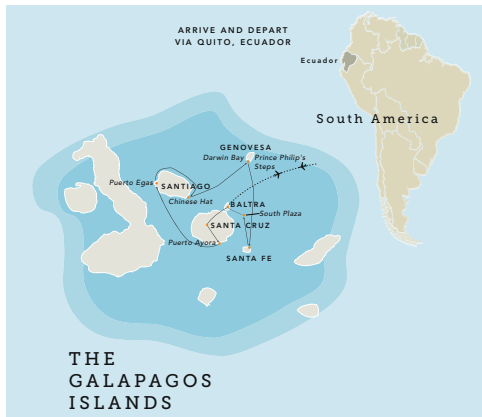 ARRIVE AND DEPART
VIA QUITO, ECUADOR
Ecuador
South America
GENOVESA
Darwin Bay
Prince Philip's
Steps
Puerto Egas
SANTIAGO
Chinese Hat
BALTRA
South Plaza
SANTA CRUZ
Puerto Ayora
SANTA FE
THE
GALAPAGOS
ISLANDS